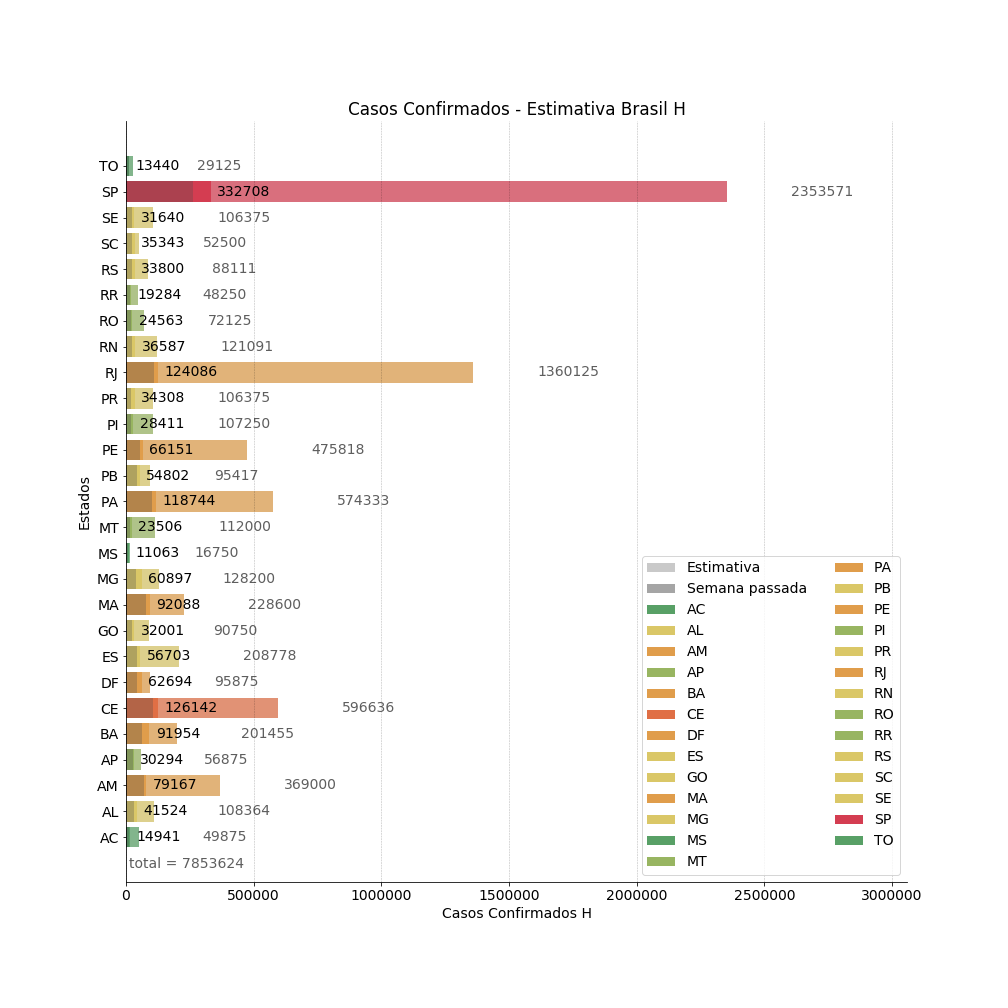 Casos Confirmados - Estimativa Brasil H
TO 13440 29125
SP 332708 2353571
SE 31640 106375
SC 35343 52500
RS 33800 88111
RR 19284 48250
RO 24563 72125
RN 36587 121091
RJ 124086 1360125
PR 34308 106375
PI 28411 107250
PE 66151 475818
PB 54802 95417
PA 118744 574333
MT 23506 112000
MS 11063 16750
MG 60897 128200
MA 92088 228600
GO 32001 90750
ES 56703 208778
DF 62694 95875
CE 126142 596636
BA 91954 201455
AP 30294 56875
AM 79167 369000
AL 41524 108364
AC 14941 49875
total = 7853624
Estados
0 500000 1000000 1500000 2000000 2500000 3000000
Casos Confirmados H
Estimativa
Semana passada
AC
AL
AM
AP
BA
CE
DF
ES
GO
MA
MG
MS
MT
PA
PB
PE
PI
PR
RJ
RN
RO
RR
RS
SC
SE
SP
TO